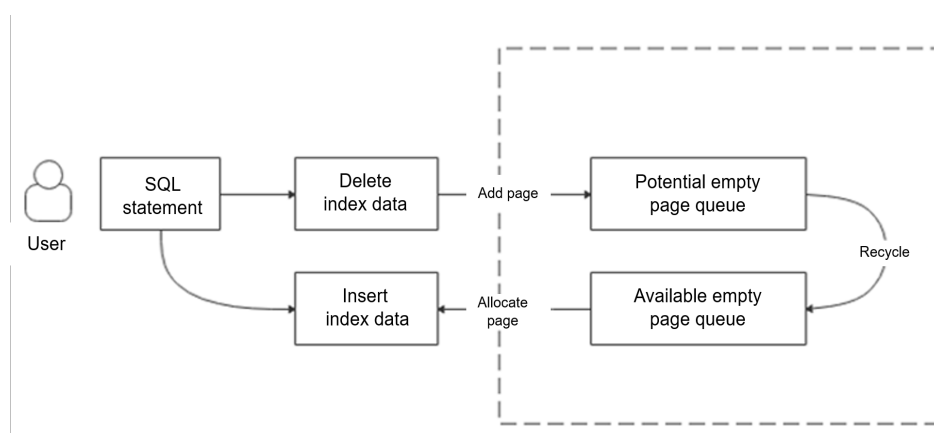 User
SQL
statement
Delete
index data
Add page
Potential empty
page queue
Recycle
Insert
index data
Allocate
page
Available empty
page queue